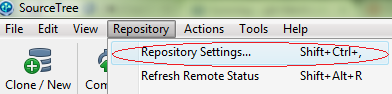 SourceTree
File Edit View Repository Actions Tools Help
Repository Settings... Shift+Ctrl+,
Clone / New
Refresh Remote Status Shift+Alt+R